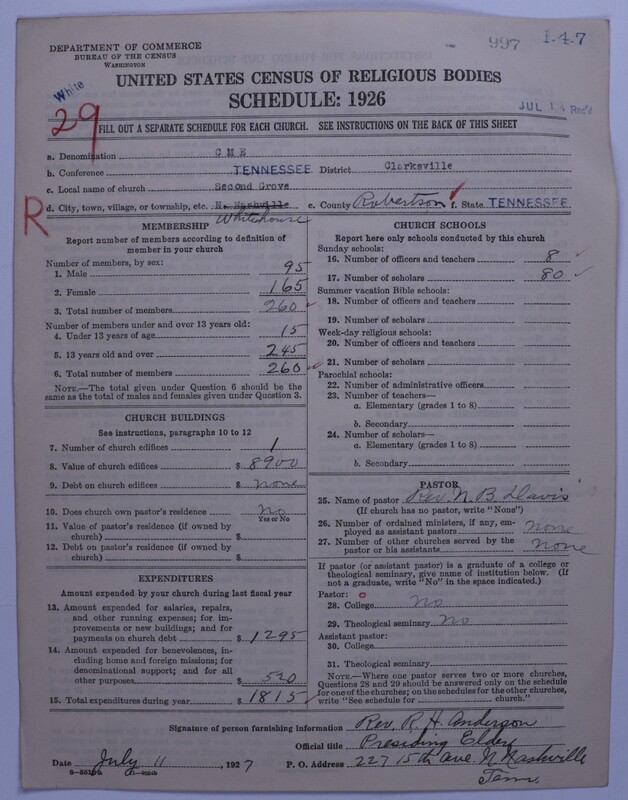 997 1-4-7
DEPARTMENT OF COMMERCE
BUREAU OF THE CENSUS
WASHINGTON
White
UNITED STATES CENSUS OF RELIGIOUS BODIES
SCHEDULE: 1926
JUL 14 Rec'd
29
FILL OUT A SEPARATE SCHEDULE FOR EACH CHURCH. SEE INSTRUCTIONS ON THE BACK OF THIS SHEET
a. Denomination C M E
b. Conference TENNESSEE District Clarksville
c. Local name of church Second Grove
R
d. City, town, village, or township, etc. N. Nashville e. County Robertson f. State TENNESSEE
Whitehouse
MEMBERSHIP
Report number of members according to definition of member in your church
Number of members, by sex:
1. Male 95
2. Female 165
3. Total number of members 260
Number of members under and over 13 years old:
4. Under 13 years of age 15
5. 13 years old and over 245
6. Total number of members 260
NOTE.—The total given under Question 6 should be
same as the total of males and females given under Question 3.
CHURCH BUILDINGS
See instructions, paragraphs 10 to 12
7. Number of church edifices 1
8. Value of church edifices $ 8900
9. Debt on church edifices $ none
10. Does church own pastor's residence no
Yes or No
11. Value of pastor's residence (if owned by
church) $
12. Debt on pastor's residence (if owned by
church) $
EXPENDITURES
Amount expended by your church during last fiscal year
13. Amount expended for salaries, repairs,
and other running expenses; for im-
provements or new buildings; and for
payments on church debt $ 1295
14. Amount expended for benevolences, in-
cluding home and foreign missions; for
denominational support; and for all
other purposes $ 520
15. Total expenditures during year $ 1815
CHURCH SCHOOLS
Report here only schools conducted by this church
Sunday schools:
16. Number of officers and teachers 8
17. Number of scholars 80
Summer vacation Bible schools:
18. Number of officers and teachers
19. Number of scholars
Week-day religious schools:
20. Number of officers and teachers
21. Number of scholars
Parochial schools:
22. Number of administrative officers
23. Number of teachers—
a. Elementary (grades 1 to 8)
b. Secondary
24. Number of scholars—
a. Elementary (grades 1 to 8)
b. Secondary
PASTOR
25. Name of pastor Rev. N. B. Davis
(If church has no pastor, write "None")
26. Number of ordained ministers, if any, em-
ployed as assistant pastors none
27. Number of other churches served by the
pastor or his assistants none
If pastor (or assistant pastor) is a graduate of a college or
theological seminary, give name of institution below. (If
not a graduate, write "No" in the space indicated.)
Pastor: o
28. College No
29. Theological seminary No
Assistant pastor:
30. College
31. Theological seminary
NOTE.—Where one pastor serves two or more churches,
Questions 28 and 29 should be answered only on the schedule
for one of the churches; on the schedules for the other churches,
write "See schedule for church."
Signature of person furnishing information Rev. R. H. Anderson
Official title Presiding Elder
Date July 11, 1927 P. O. Address 227 15th ave. N. Nashville
Tenn.